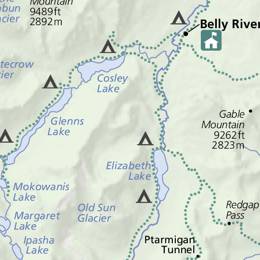 Mountain
9489ft
2892m
Belly River
Cosley
Lake
Gable
Mountain
9262ft
2823m
Glenns
Lake
Elizabeth
Lake
Mokowanis
Lake
Old Sun
Glacier
Redgap
Pass
Margaret
Lake
Ipasha
Lake
Ptarmigan
Tunnel